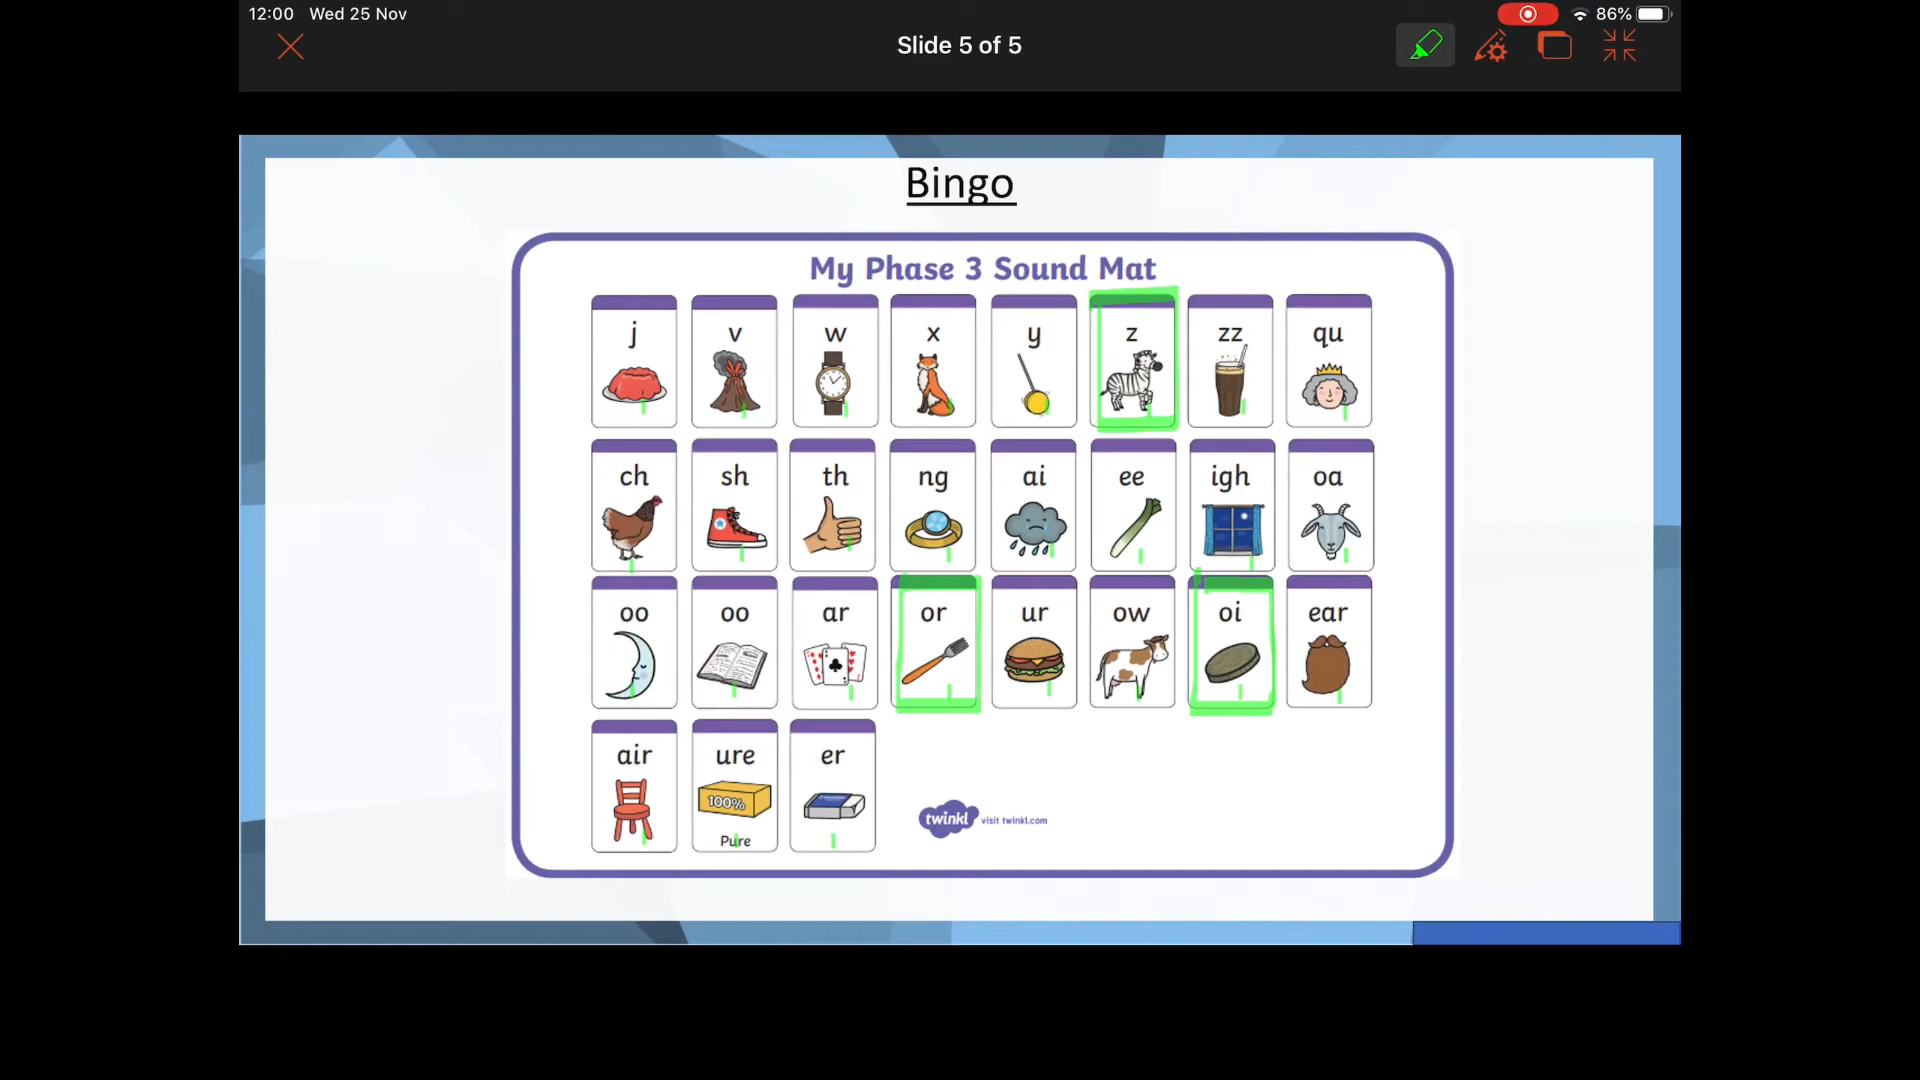 12:00 Wed 25 Nov 86%
Slide 5 of 5
Bingo
My Phase 3 Sound Mat
j v w x y z zz qu
ch sh th ng ai ee igh oa
oo oo ar or ur ow oi ear
air ure er
100%
Pure
twinkl visit twinkl.com